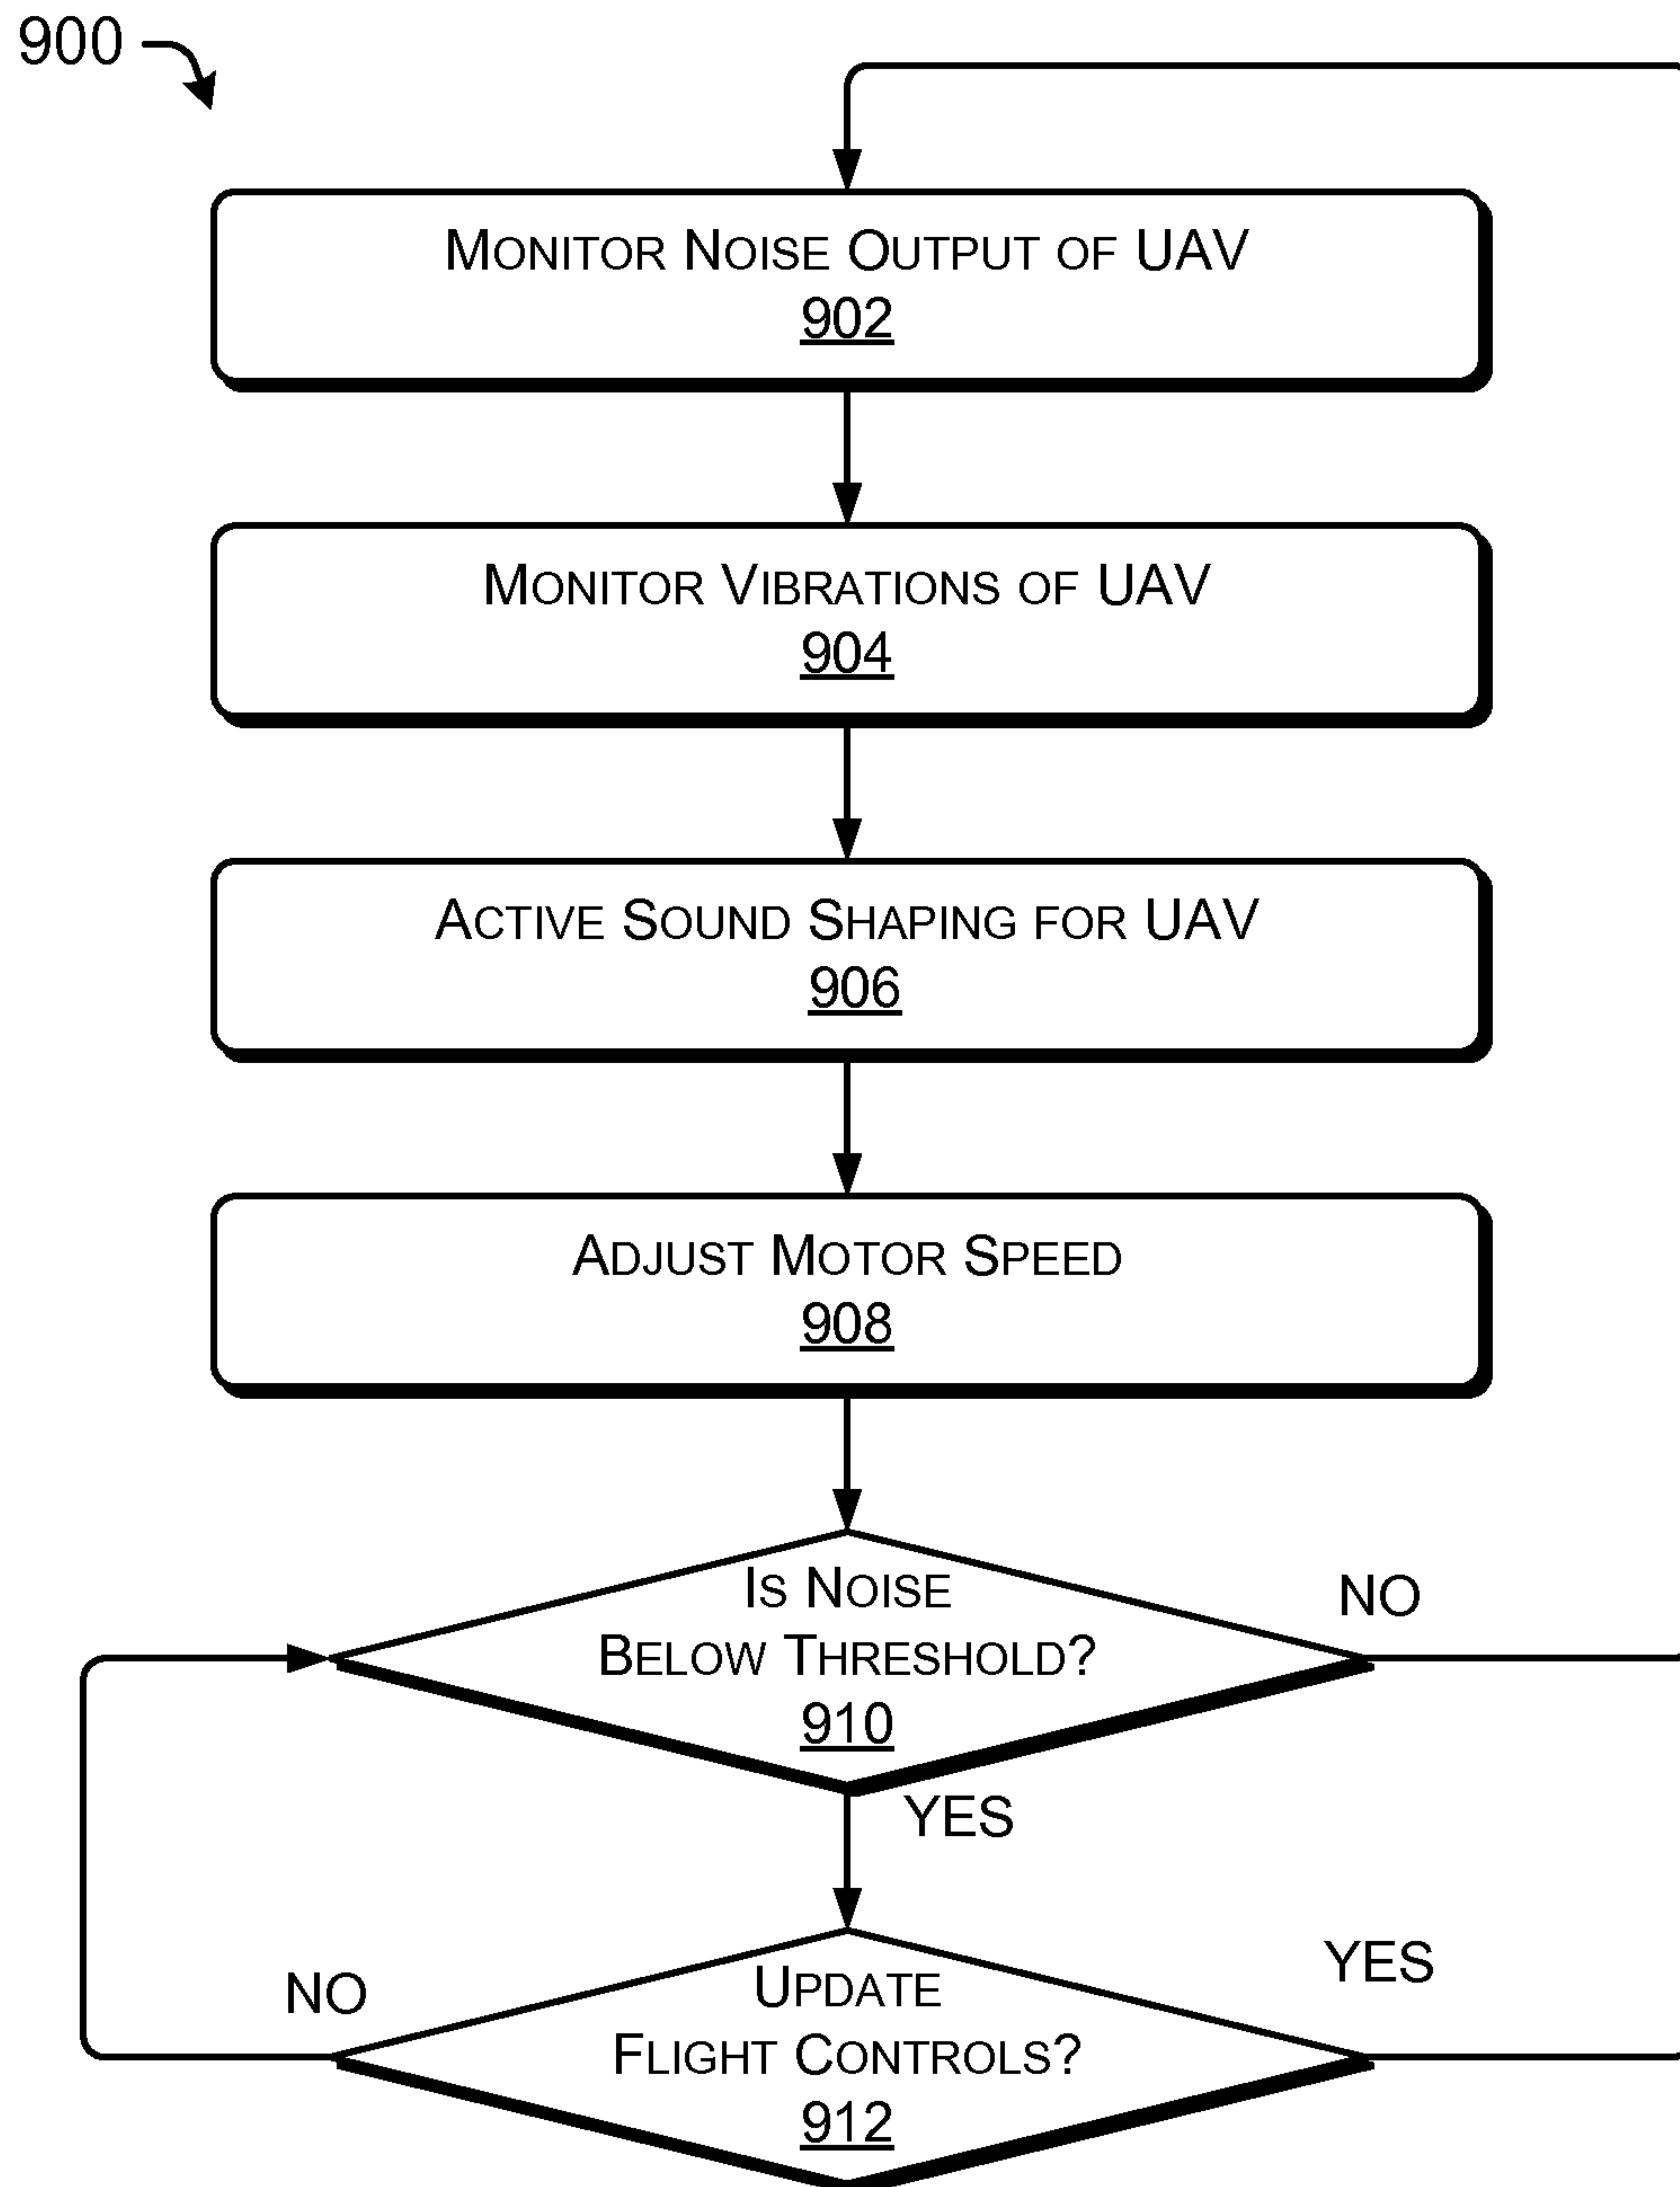 900
Monitor Noise Output of UAV
902
Monitor Vibrations of UAV
904
Active Sound Shaping for UAV
906
Adjust Motor Speed
908
Is Noise
Below Threshold?
910
NO
YES
Update
Flight Controls?
912
NO
YES